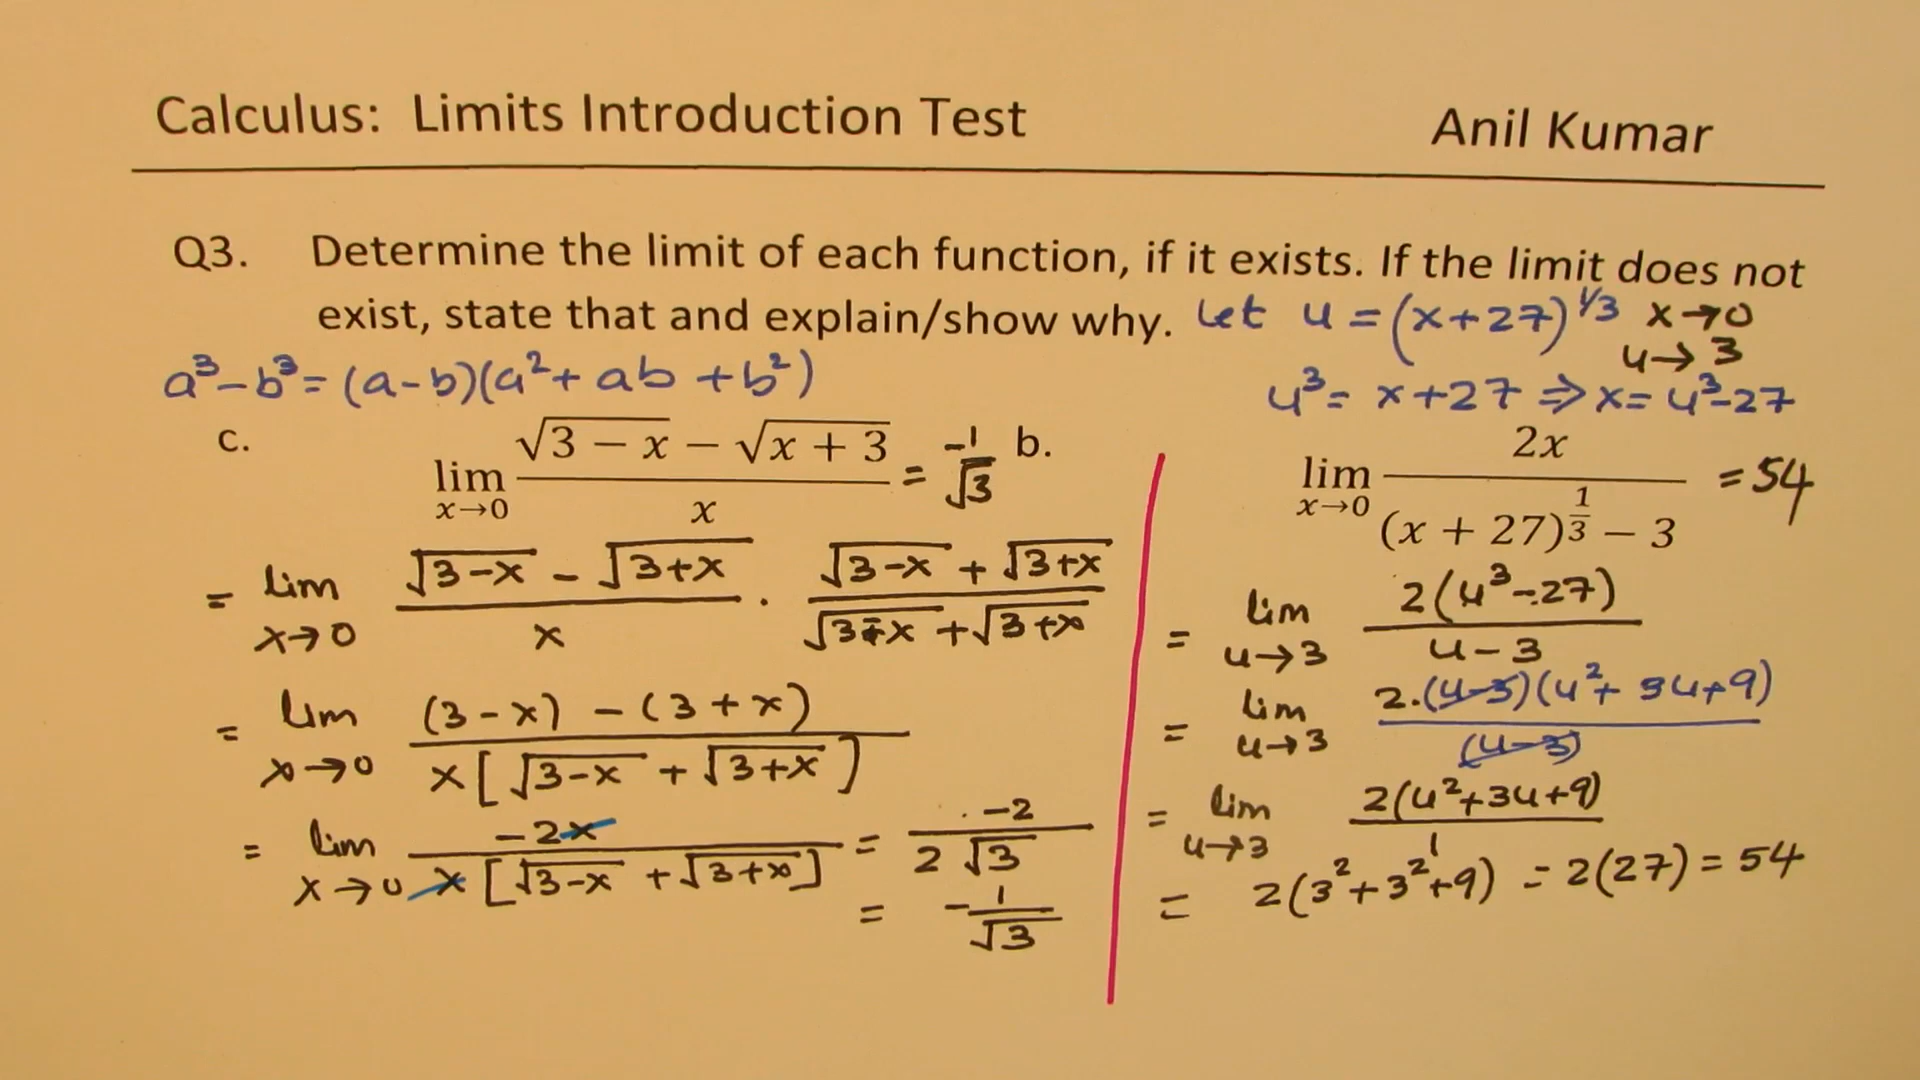 Calculus: Limits Introduction Test Anil Kumar
Q3. Determine the limit of each function, if it exists. If the limit does not
exist, state that and explain/show why. Let u = (x+27)^1/3 x→0
u→3
a³-b³ = (a-b)(a²+ab+b²)
u³ = x+27 ⇒ x = u³-27
c. lim x→0 (√(3 − x) − √(x + 3)) / x = -1/√3
= lim x→0 (√(3-x) - √(3+x)) / x · (√(3-x) + √(3+x)) / (√(3-x) + √(3+x))
= lim x→0 ((3-x) - (3+x)) / (x[√(3-x) + √(3+x)])
= lim x→0 -2x / (x[√(3-x) + √(3+x)]) = -2 / (2√3)
= -1/√3
b. lim x→0 2x / ((x + 27)^(1/3) − 3) = 54
= lim u→3 2(u³-27) / (u-3)
= lim u→3 2·(u-3)(u²+3u+9) / (u-3)
= lim u→3 2(u²+3u+9) / 1
= 2(3²+3²+9) = 2(27) = 54